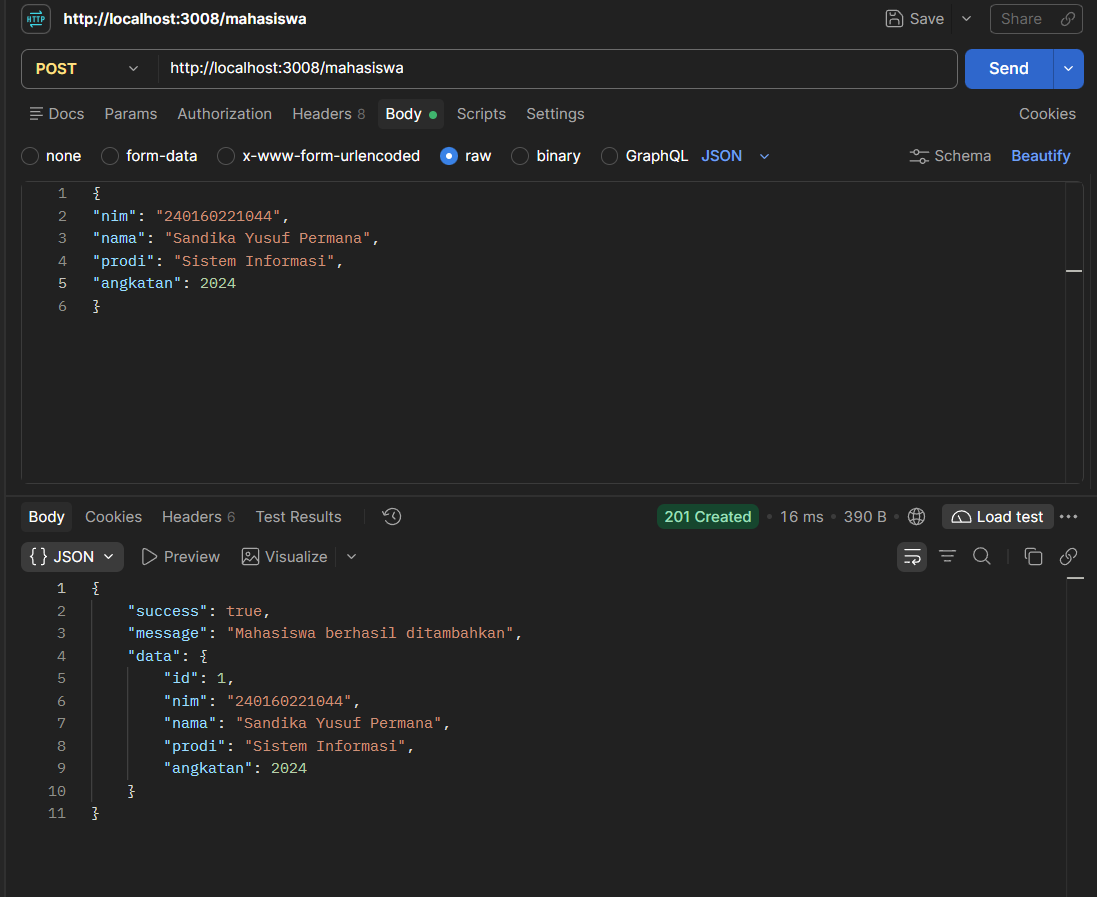 HTTP http://localhost:3008/mahasiswa Save Share
POST http://localhost:3008/mahasiswa Send
Docs Params Authorization Headers 8 Body Scripts Settings Cookies
none form-data x-www-form-urlencoded raw binary GraphQL JSON Schema Beautify
1 {
2 "nim": "240160221044",
3 "nama": "Sandika Yusuf Permana",
4 "prodi": "Sistem Informasi",
5 "angkatan": 2024
6 }
Body Cookies Headers 6 Test Results 201 Created • 16 ms • 390 B • Load test •••
{} JSON Preview Visualize
1 {
2 "success": true,
3 "message": "Mahasiswa berhasil ditambahkan",
4 "data": {
5 "id": 1,
6 "nim": "240160221044",
7 "nama": "Sandika Yusuf Permana",
8 "prodi": "Sistem Informasi",
9 "angkatan": 2024
10 }
11 }